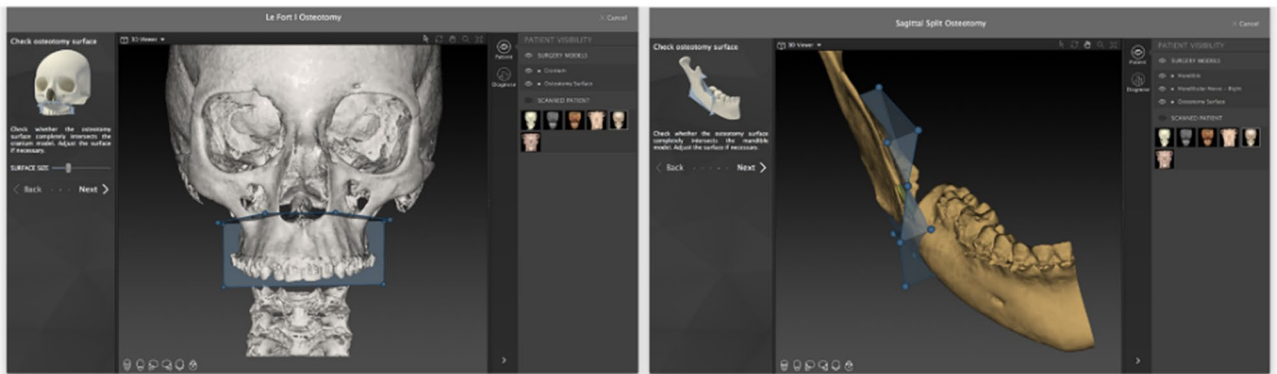 Le Fort I Osteotomy
Cancel
Check osteotomy surface
3D Viewer
PATIENT VISIBILITY
SURGERY MODELS
Cranium
Osteotomy Surface
SCANNED PATIENT
Patient
Diagnose
Check whether the osteotomy
surface completely intersects the
cranium model. Adjust the surface
if necessary.
SURFACE SIZE
Back
Next
Sagittal Split Osteotomy
Cancel
Check osteotomy surface
3D Viewer
PATIENT VISIBILITY
SURGERY MODELS
Mandible
Mandibular Nerve - Right
Osteotomy Surface
SCANNED PATIENT
Patient
Diagnose
Check whether the osteotomy
surface completely intersects the
mandible
model. Adjust the surface if
necessary.
Back
Next